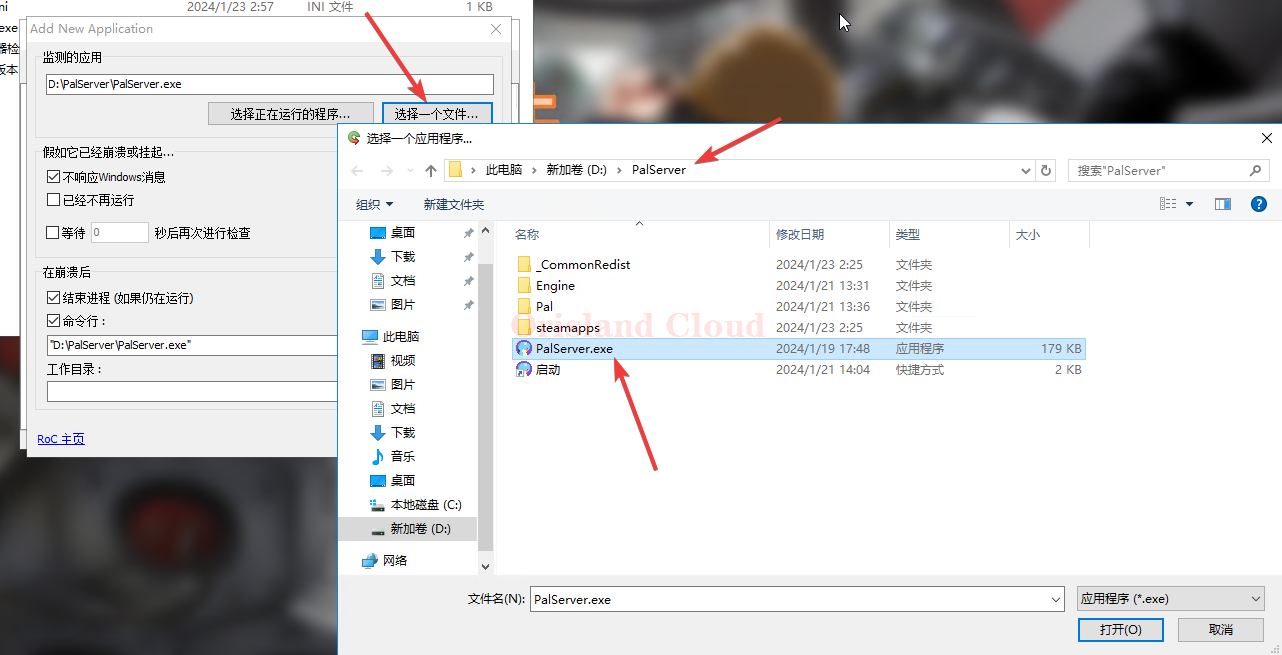 ni 2024/1/23 2:57 INI 文件 1 KB
.exe
器检
版本
Add New Application
监测的应用
D:\PalServer\PalServer.exe
选择正在运行的程序... 选择一个文件...
假如它已经崩溃或挂起...
不响应Windows消息
已经不再运行
等待 0 秒后再次进行检查
在崩溃后
结束进程 (如果仍在运行)
命令行：
"D:\PalServer\PalServer.exe"
工作目录：
RoC 主页
选择一个应用程序...
此电脑 › 新加卷 (D:) › PalServer
搜索"PalServer"
组织 新建文件夹
桌面
下载
文档
图片
此电脑
视频
图片
文档
下载
音乐
桌面
本地磁盘 (C:)
新加卷 (D:)
网络
名称 修改日期 类型 大小
_CommonRedist 2024/1/23 2:25 文件夹
Engine 2024/1/21 13:31 文件夹
Pal 2024/1/21 13:36 文件夹
steamapps 2024/1/23 2:25 文件夹
PalServer.exe 2024/1/19 17:48 应用程序 179 KB
启动 2024/1/21 14:04 快捷方式 2 KB
Cloud
文件名(N): PalServer.exe 应用程序 (*.exe)
打开(O) 取消